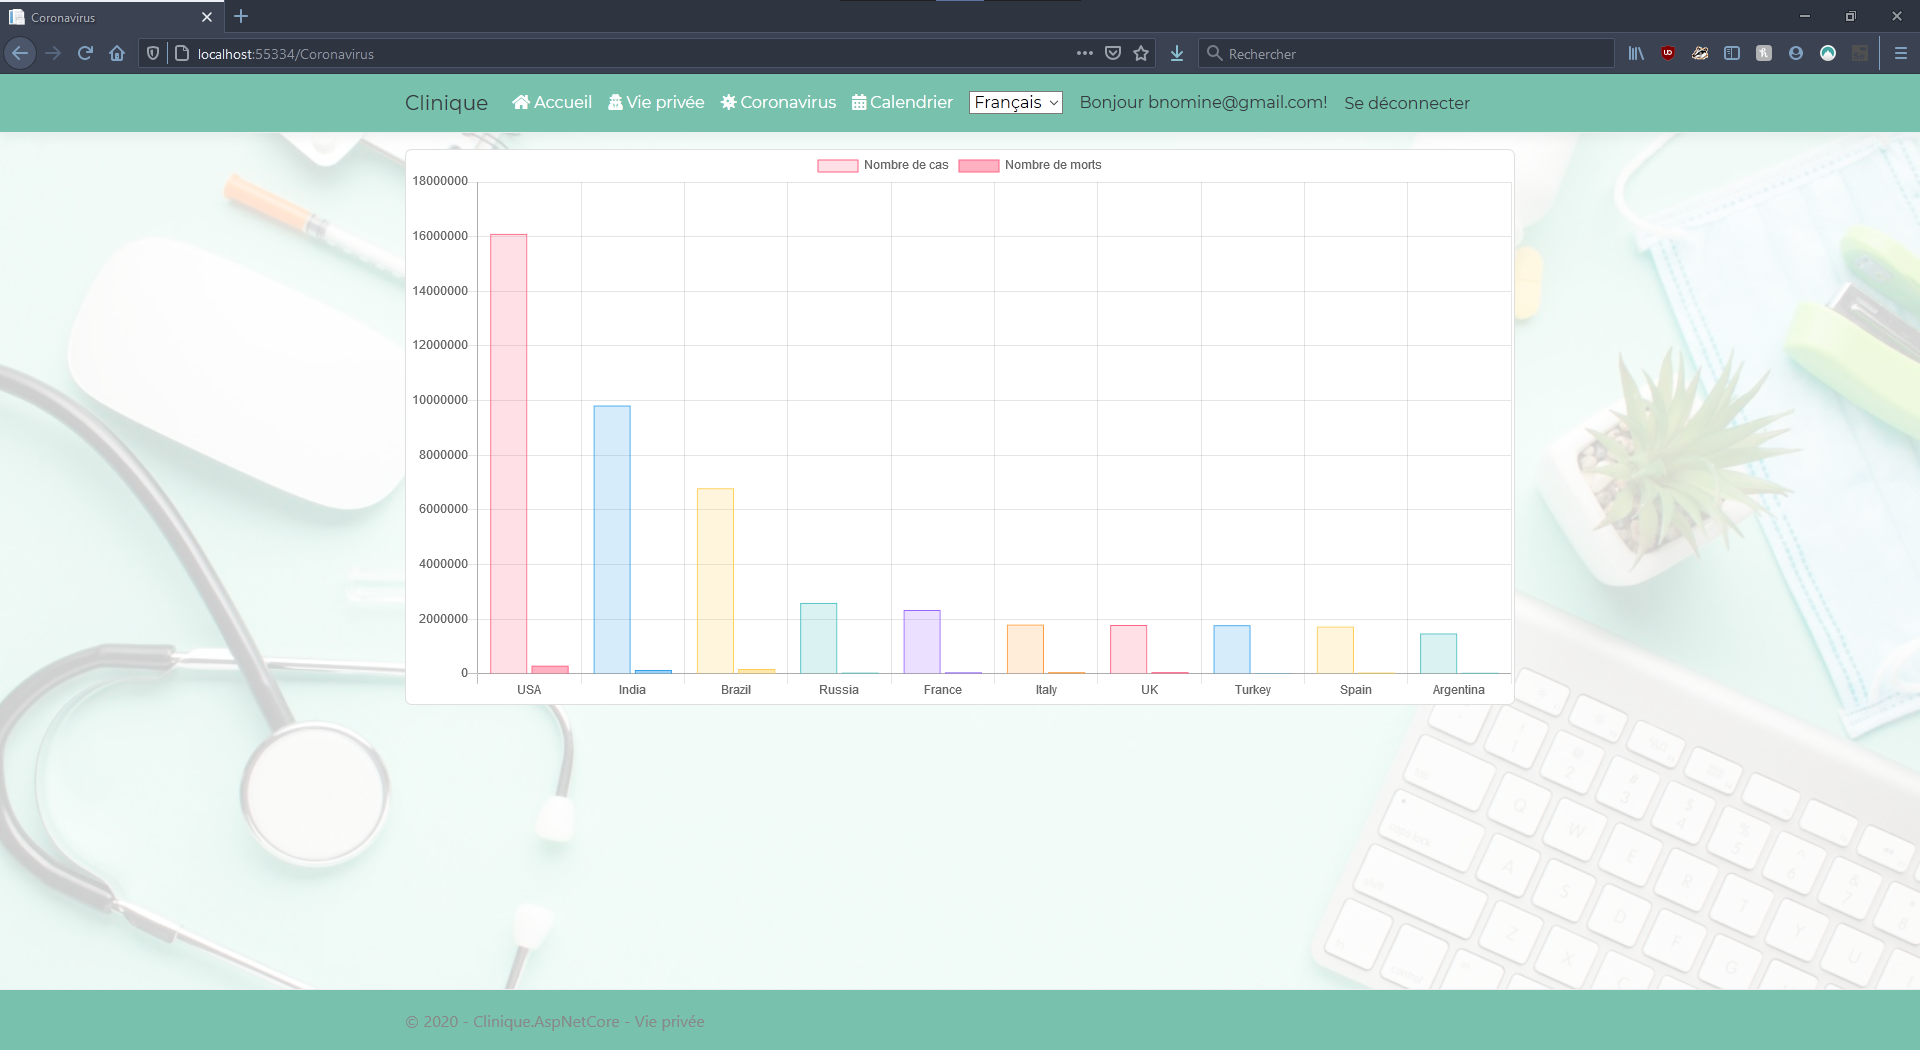 Coronavirus
localhost:55334/Coronavirus
Rechercher
Clinique Accueil Vie privée Coronavirus Calendrier Français Bonjour bnomine@gmail.com! Se déconnecter
Nombre de cas Nombre de morts
18000000
16000000
14000000
12000000
10000000
8000000
6000000
4000000
2000000
0
USA India Brazil Russia France Italy UK Turkey Spain Argentina
© 2020 - Clinique.AspNetCore - Vie privée